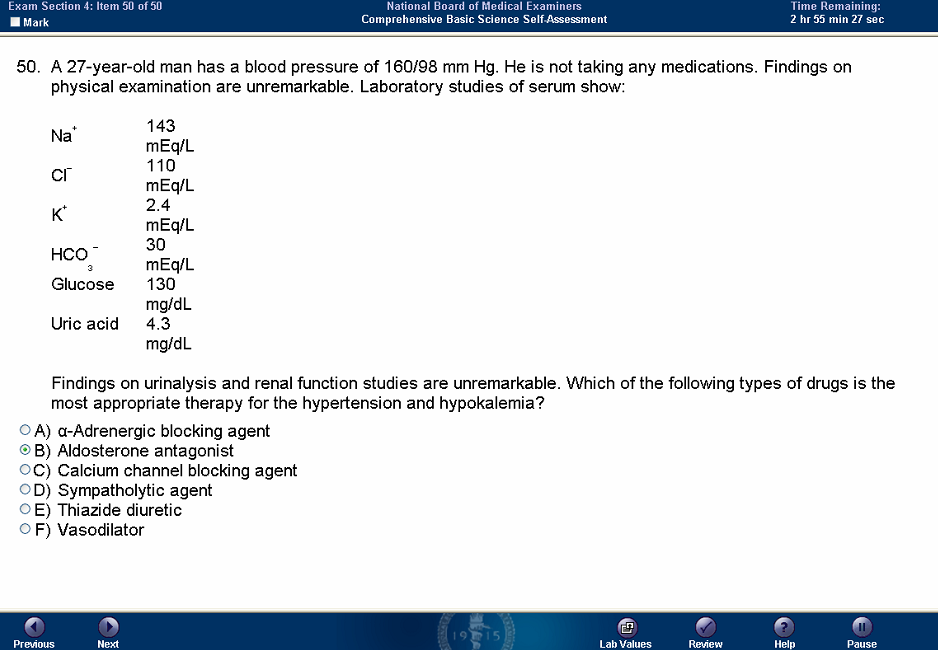 Exam Section 4: Item 50 of 50
National Board of Medical Examiners
Time Remaining:
Mark
Comprehensive Basic Science Self-Assessment
2 hr 55 min 27 sec
50. A 27-year-old man has a blood pressure of 160/98 mm Hg. He is not taking any medications. Findings on
physical examination are unremarkable. Laboratory studies of serum show:
Na⁺ 143
mEq/L
Cl⁻ 110
mEq/L
K⁺ 2.4
mEq/L
HCO₃⁻ 30
mEq/L
Glucose 130
mg/dL
Uric acid 4.3
mg/dL
Findings on urinalysis and renal function studies are unremarkable. Which of the following types of drugs is the
most appropriate therapy for the hypertension and hypokalemia?
A) α-Adrenergic blocking agent
B) Aldosterone antagonist
C) Calcium channel blocking agent
D) Sympatholytic agent
E) Thiazide diuretic
F) Vasodilator
19 15
Previous
Next
Lab Values
Review
Help
Pause